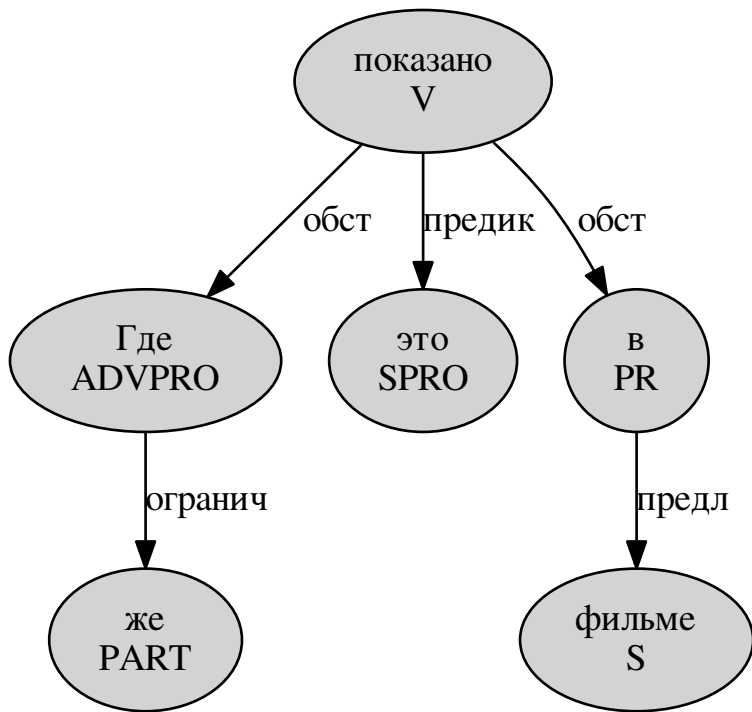 показано
V
обст
предик
обст
Где
ADVPRO
это
SPRO
в
PR
огранич
предл
же
PART
фильме
S